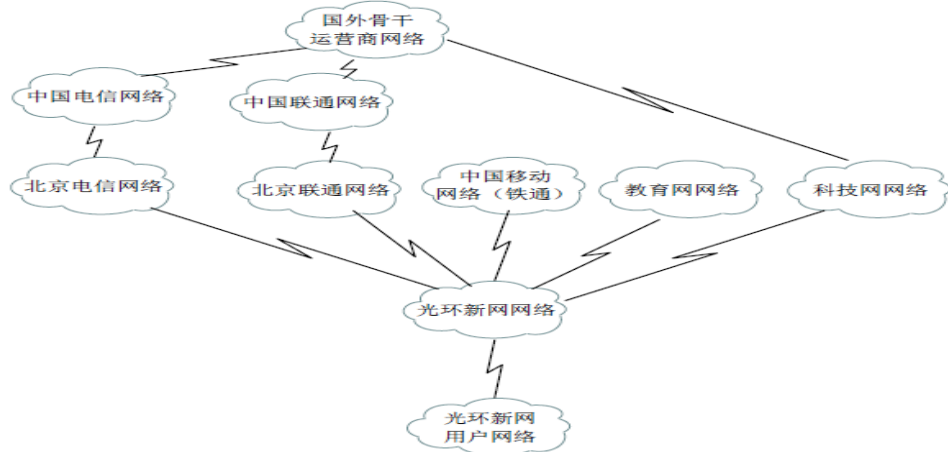 国外骨干
运营商网络
中国电信网络
中国联通网络
北京电信网络
北京联通网络
中国移动
网络（铁通）
教育网网络
科技网网络
光环新网网络
光环新网
用户网络